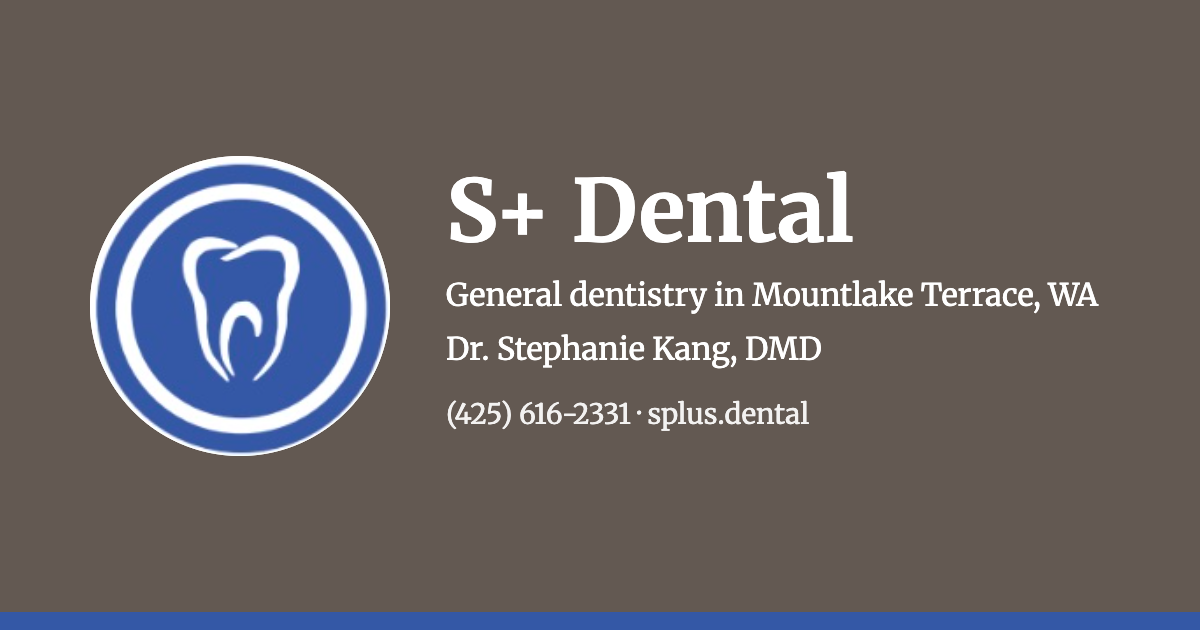 S+ Dental
General dentistry in Mountlake Terrace, WA
Dr. Stephanie Kang, DMD
(425) 616-2331 · splus.dental